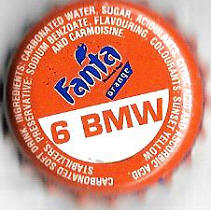 CARBONATED SOFT DRINK. INGREDIENTS: CARBONATED WATER, SUGAR, ACIDULANTS: CITRIC ACID AND ASCORBIC ACID,
STABLIZERS. PRESERVATIVE: SODIUM BENZOATE, FLAVOURING. COLOURANTS: SUNSET YELLOW
AND CARMOISINE.
Fanta
orange
6 BMW